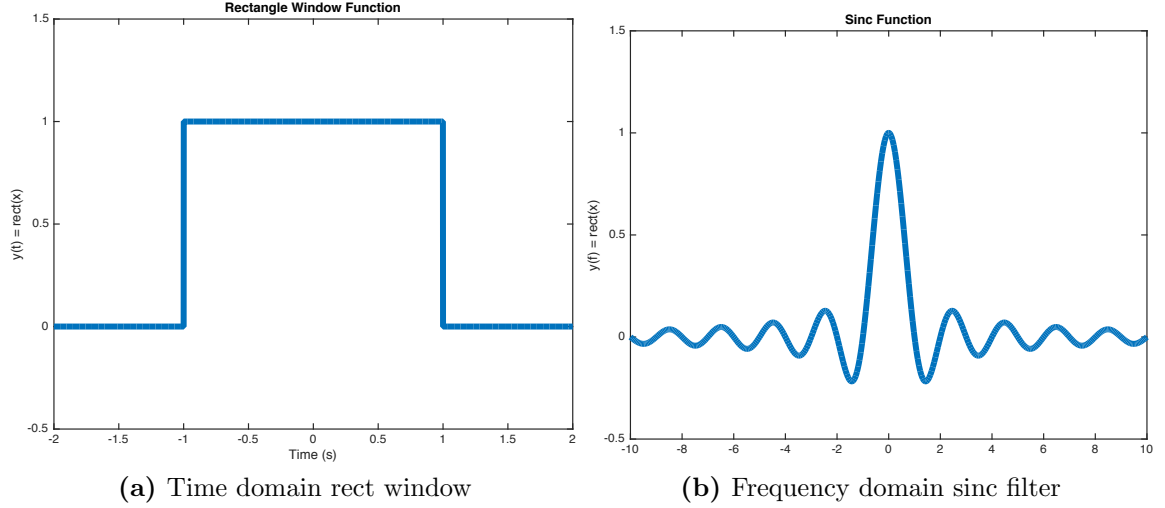 Rectangle Window Function
1.5
1
0.5
0
-0.5
y(t) = rect(x)
-2 -1.5 -1 -0.5 0 0.5 1 1.5 2
Time (s)
(a) Time domain rect window
Sinc Function
1.5
1
0.5
0
-0.5
y(f) = rect(x)
-10 -8 -6 -4 -2 0 2 4 6 8 10
(b) Frequency domain sinc filter